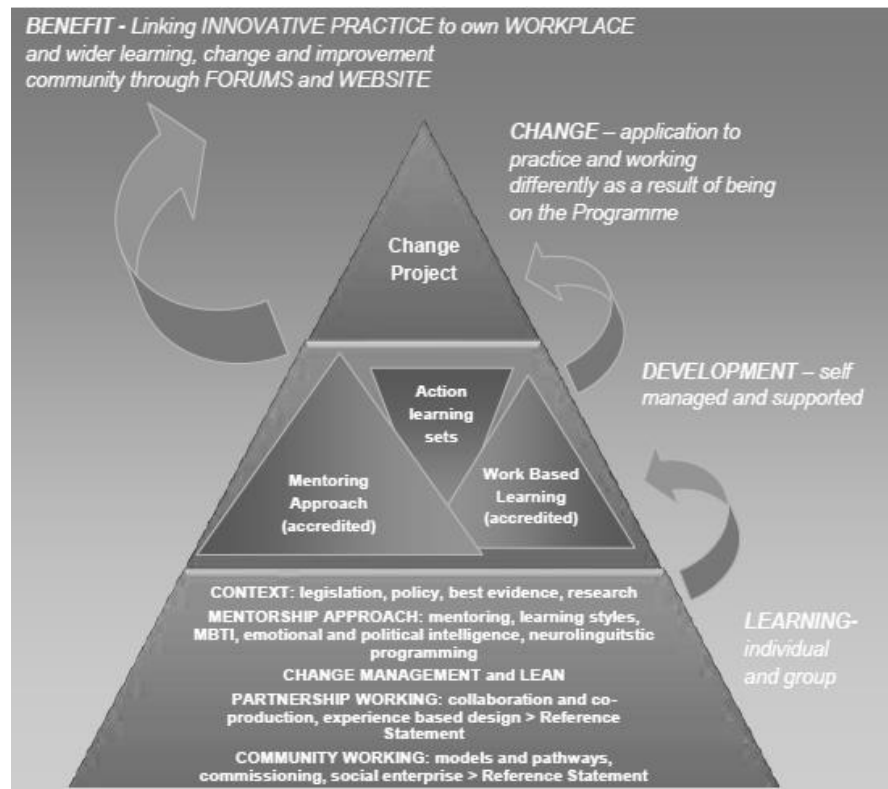 BENEFIT - Linking INNOVATIVE PRACTICE to own WORKPLACE
and wider learning, change and improvement
community through FORUMS and WEBSITE
CHANGE – application to
practice and working
differently as a result of being
on the Programme
Change
Project
DEVELOPMENT – self
managed and supported
Action
learning
sets
Mentoring
Approach
(accredited)
Work Based
Learning
(accredited)
LEARNING-
individual
and group
CONTEXT: legislation, policy, best evidence, research
MENTORSHIP APPROACH: mentoring, learning styles,
MBTI, emotional and political intelligence, neurolinguitstic
programming
CHANGE MANAGEMENT and LEAN
PARTNERSHIP WORKING: collaboration and co-
production, experience based design > Reference
Statement
COMMUNITY WORKING: models and pathways,
commissioning, social enterprise > Reference Statement